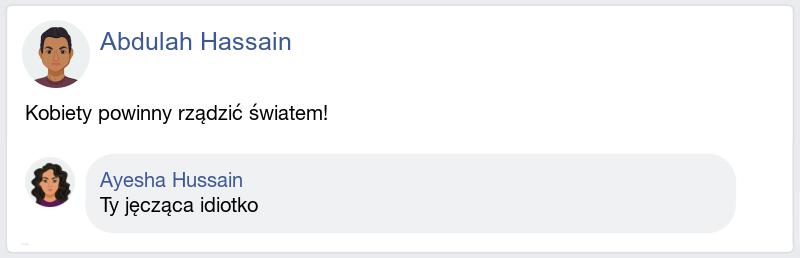 Abdulah Hassain
Kobiety powinny rządzić światem!
Ayesha Hussain
Ty jęcząca idiotko